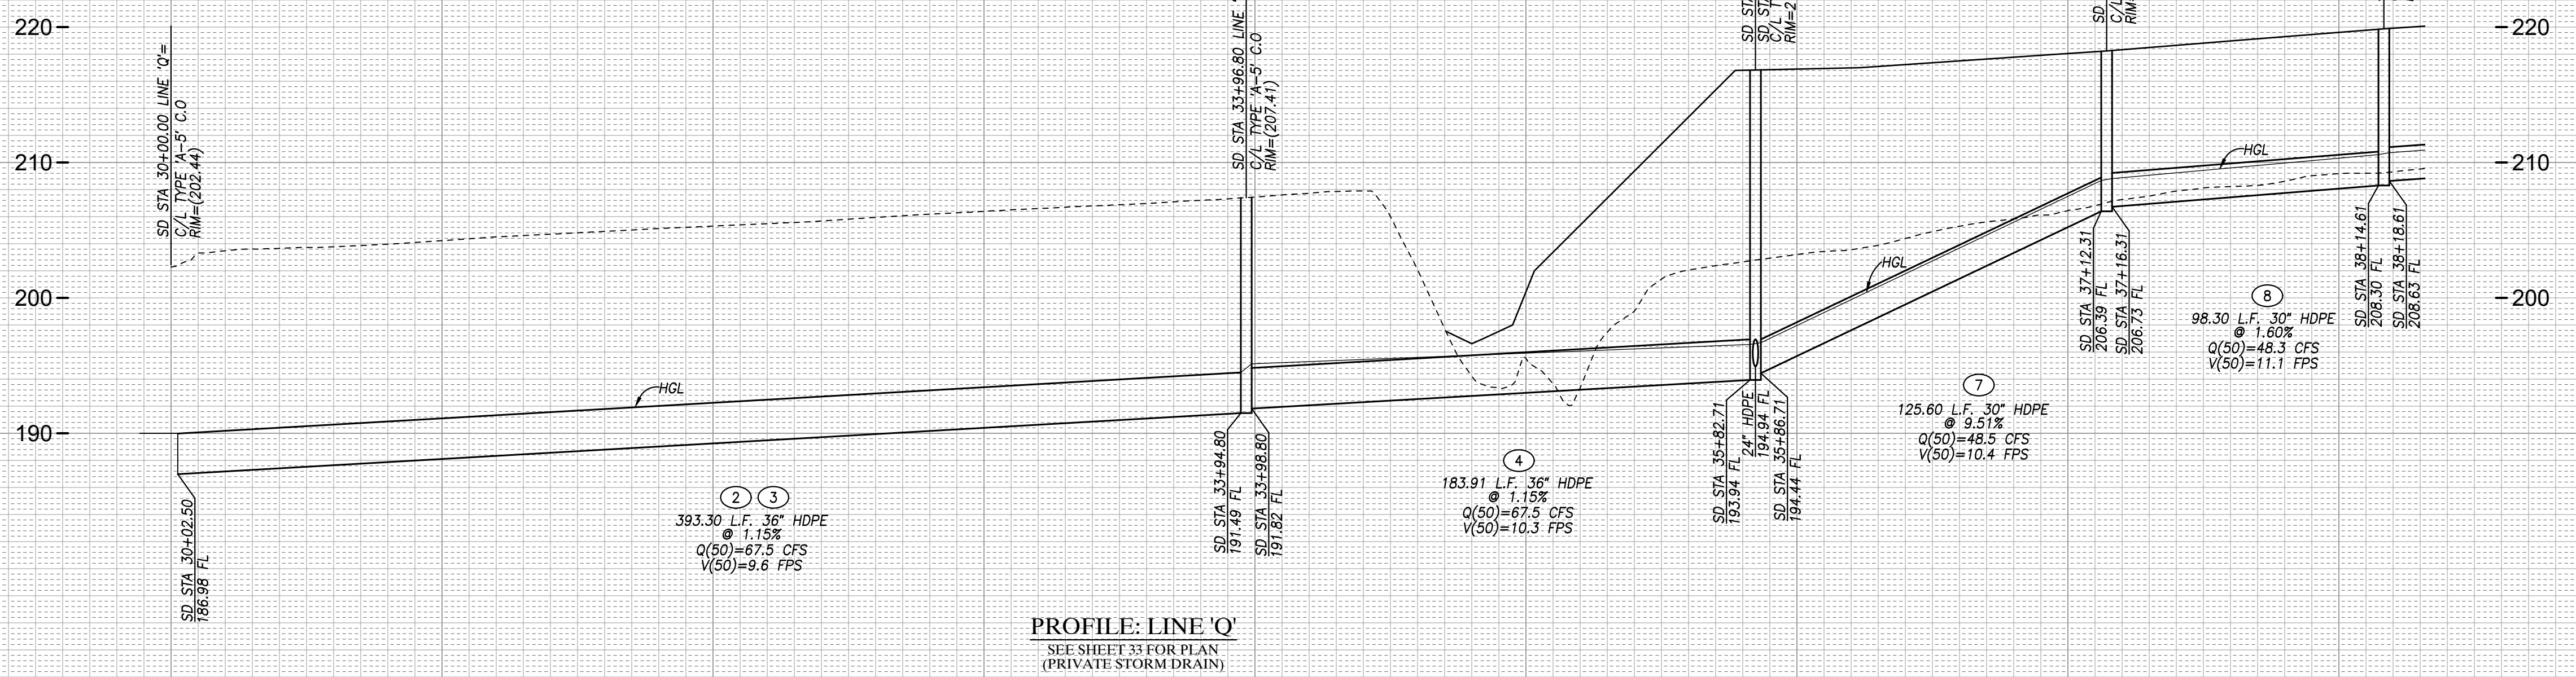 220
210
200
190
SD STA 30+00.00 LINE 'Q'=
C/L TYPE 'A-5' C.O
RIM=(202.44)
SD STA 30+02.50
186.98 FL
HGL
2 3
393.30 L.F. 36" HDPE
@ 1.15%
Q(50)=67.5 CFS
V(50)=9.6 FPS
SD STA 33+96.80 LINE
C/L TYPE 'A-5' C.O
RIM=(207.41)
SD STA 33+94.80
191.49 FL
SD STA 33+98.80
191.82 FL
4
183.91 L.F. 36" HDPE
@ 1.15%
Q(50)=67.5 CFS
V(50)=10.3 FPS
SD STA
SD STA
C/L T
RIM=2
SD STA 35+82.71
193.94 FL
24" HDPE
194.94 FL
SD STA 35+86.71
194.44 FL
HGL
7
125.60 L.F. 30" HDPE
@ 9.51%
Q(50)=48.5 CFS
V(50)=10.4 FPS
SD
C/L
RIM=
SD STA 37+12.31
206.39 FL
SD STA 37+16.31
206.73 FL
HGL
8
98.30 L.F. 30" HDPE
@ 1.60%
Q(50)=48.3 CFS
V(50)=11.1 FPS
SD STA 38+14.61
208.30 FL
SD STA 38+18.61
208.63 FL
220
210
200
PROFILE: LINE 'Q'
SEE SHEET 33 FOR PLAN
(PRIVATE STORM DRAIN)